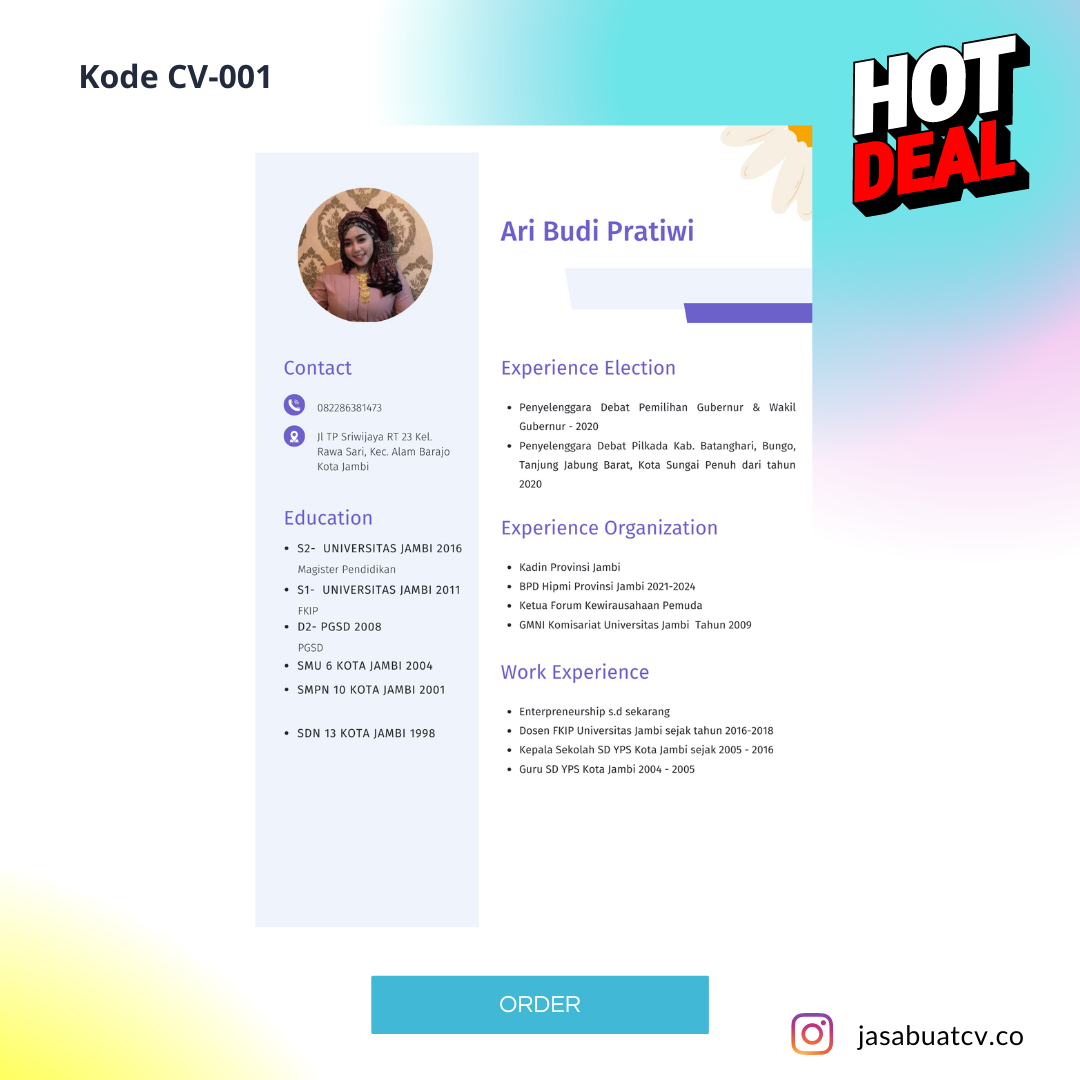 Kode CV-001
HOT
DEAL
Ari Budi Pratiwi
Contact
082286381473
Jl TP Sriwijaya RT 23 Kel.
Rawa Sari, Kec. Alam Barajo
Kota Jambi
Education
• S2- UNIVERSITAS JAMBI 2016
Magister Pendidikan
• S1- UNIVERSITAS JAMBI 2011
FKIP
• D2- PGSD 2008
PGSD
• SMU 6 KOTA JAMBI 2004
• SMPN 10 KOTA JAMBI 2001
• SDN 13 KOTA JAMBI 1998
Experience Election
• Penyelenggara Debat Pemilihan Gubernur & Wakil
Gubernur - 2020
• Penyelenggara Debat Pilkada Kab. Batanghari, Bungo,
Tanjung Jabung Barat, Kota Sungai Penuh dari tahun
2020
Experience Organization
• Kadin Provinsi Jambi
• BPD Hipmi Provinsi Jambi 2021-2024
• Ketua Forum Kewirausahaan Pemuda
• GMNI Komisariat Universitas Jambi Tahun 2009
Work Experience
• Enterpreneurship s.d sekarang
• Dosen FKIP Universitas Jambi sejak tahun 2016-2018
• Kepala Sekolah SD YPS Kota Jambi sejak 2005 - 2016
• Guru SD YPS Kota Jambi 2004 - 2005
ORDER
jasabuatcv.co